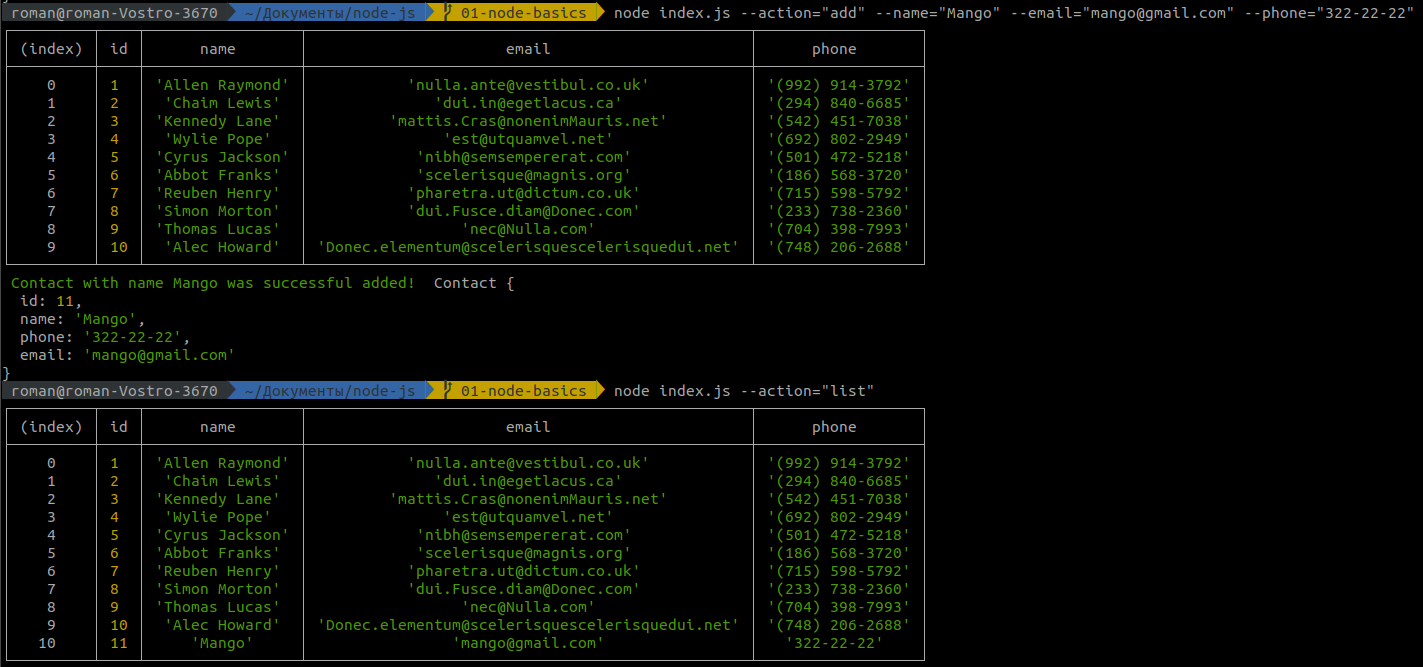 roman@roman-Vostro-3670 ~/Документы/node-js 01-node-basics node index.js --action="add" --name="Mango" --email="mango@gmail.com" --phone="322-22-22"
(index) id name email phone
0 1 'Allen Raymond' 'nulla.ante@vestibul.co.uk' '(992) 914-3792'
1 2 'Chaim Lewis' 'dui.in@egetlacus.ca' '(294) 840-6685'
2 3 'Kennedy Lane' 'mattis.Cras@nonenimMauris.net' '(542) 451-7038'
3 4 'Wylie Pope' 'est@utquamvel.net' '(692) 802-2949'
4 5 'Cyrus Jackson' 'nibh@semsempererat.com' '(501) 472-5218'
5 6 'Abbot Franks' 'scelerisque@magnis.org' '(186) 568-3720'
6 7 'Reuben Henry' 'pharetra.ut@dictum.co.uk' '(715) 598-5792'
7 8 'Simon Morton' 'dui.Fusce.diam@Donec.com' '(233) 738-2360'
8 9 'Thomas Lucas' 'nec@Nulla.com' '(704) 398-7993'
9 10 'Alec Howard' 'Donec.elementum@scelerisquescelerisquedui.net' '(748) 206-2688'
Contact with name Mango was successful added! Contact {
id: 11,
name: 'Mango',
phone: '322-22-22',
email: 'mango@gmail.com'
}
roman@roman-Vostro-3670 ~/Документы/node-js 01-node-basics node index.js --action="list"
(index) id name email phone
0 1 'Allen Raymond' 'nulla.ante@vestibul.co.uk' '(992) 914-3792'
1 2 'Chaim Lewis' 'dui.in@egetlacus.ca' '(294) 840-6685'
2 3 'Kennedy Lane' 'mattis.Cras@nonenimMauris.net' '(542) 451-7038'
3 4 'Wylie Pope' 'est@utquamvel.net' '(692) 802-2949'
4 5 'Cyrus Jackson' 'nibh@semsempererat.com' '(501) 472-5218'
5 6 'Abbot Franks' 'scelerisque@magnis.org' '(186) 568-3720'
6 7 'Reuben Henry' 'pharetra.ut@dictum.co.uk' '(715) 598-5792'
7 8 'Simon Morton' 'dui.Fusce.diam@Donec.com' '(233) 738-2360'
8 9 'Thomas Lucas' 'nec@Nulla.com' '(704) 398-7993'
9 10 'Alec Howard' 'Donec.elementum@scelerisquescelerisquedui.net' '(748) 206-2688'
10 11 'Mango' 'mango@gmail.com' '322-22-22'